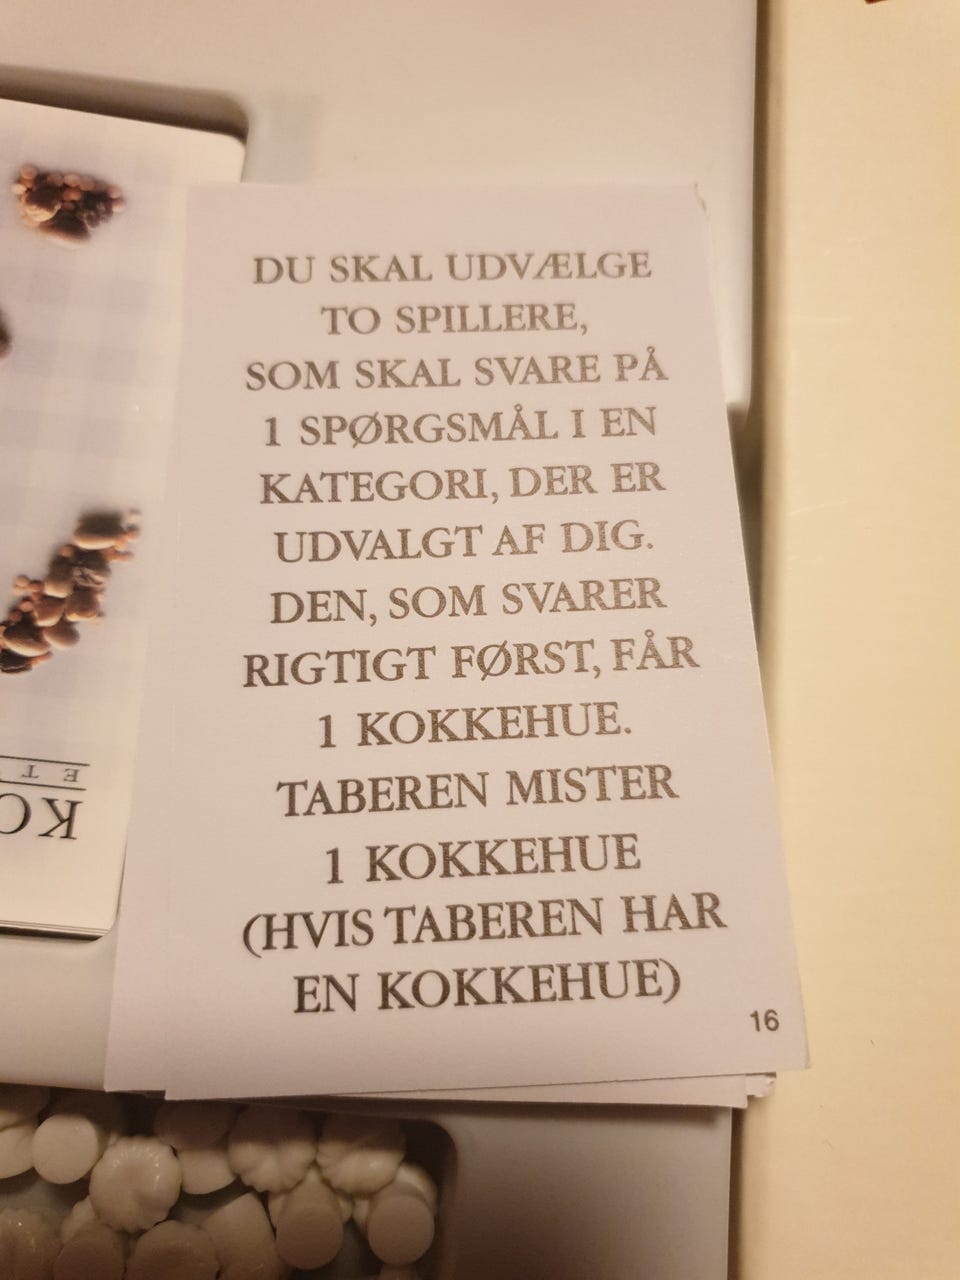 DU SKAL UDVÆLGE
TO SPILLERE,
SOM SKAL SVARE PÅ
1 SPØRGSMÅL I EN
KATEGORI, DER ER
UDVALGT AF DIG.
DEN, SOM SVARER
RIGTIGT FØRST, FÅR
1 KOKKEHUE.
TABEREN MISTER
1 KOKKEHUE
(HVIS TABEREN HAR
EN KOKKEHUE)
16